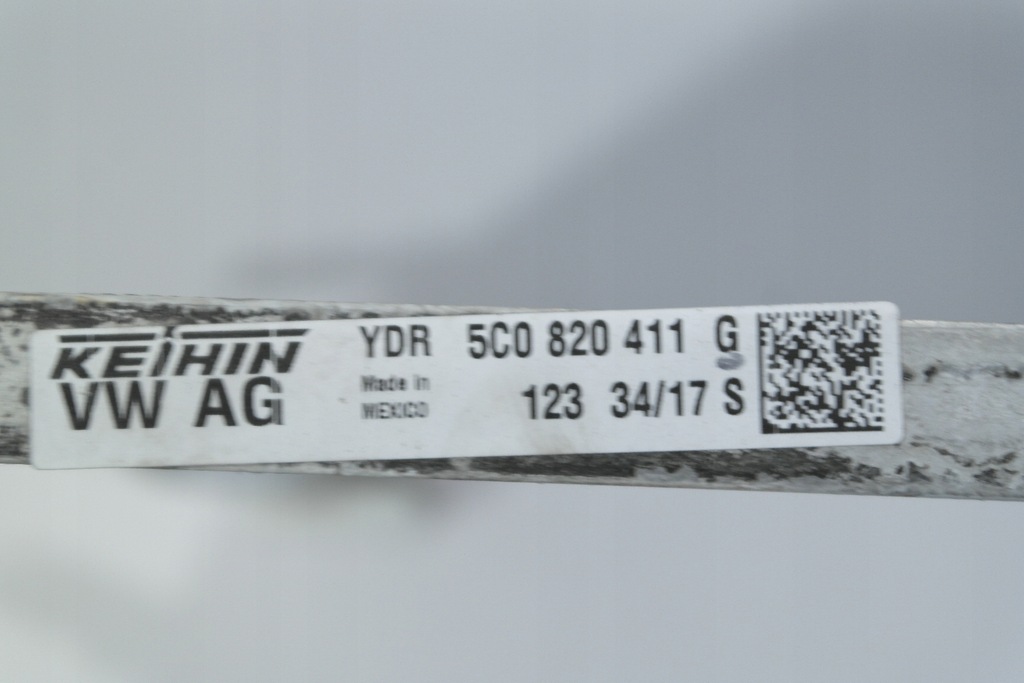 KEIHIN YDR 5C0 820 411 G
VW AG Made in MEXICO 123 34/17 S